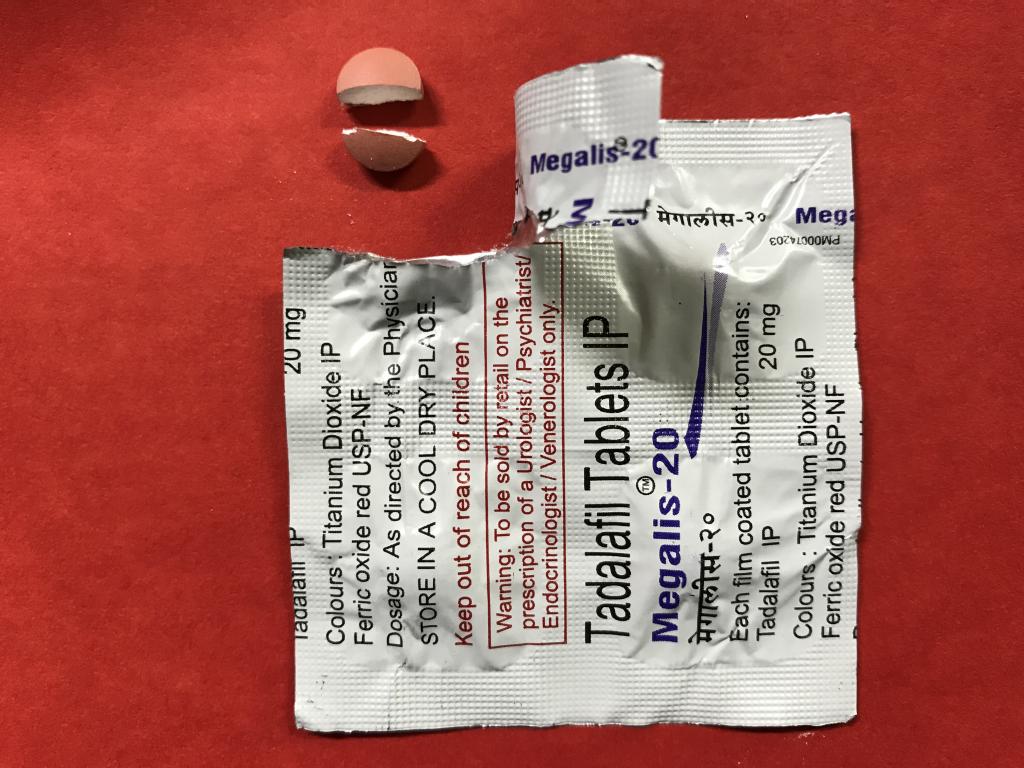 Megalis®-20
मेगालीस-२०
Mega
PM00074203
20 mg
Tadalafil IP
Colours : Titanium Dioxide IP
Ferric oxide red USP-NF
Dosage: As directed by the Physician
STORE IN A COOL DRY PLACE.
Keep out of reach of children
Warning: To be sold by retail on the
prescription of a Urologist / Psychiatrist/
Endocrinologist / Venerologist only.
Tadalafil Tablets IP
Megalis™-20
मेगालीस-२०
Each film coated tablet contains:
Tadalafil IP 20 mg
Colours : Titanium Dioxide IP
Ferric oxide red USP-NF